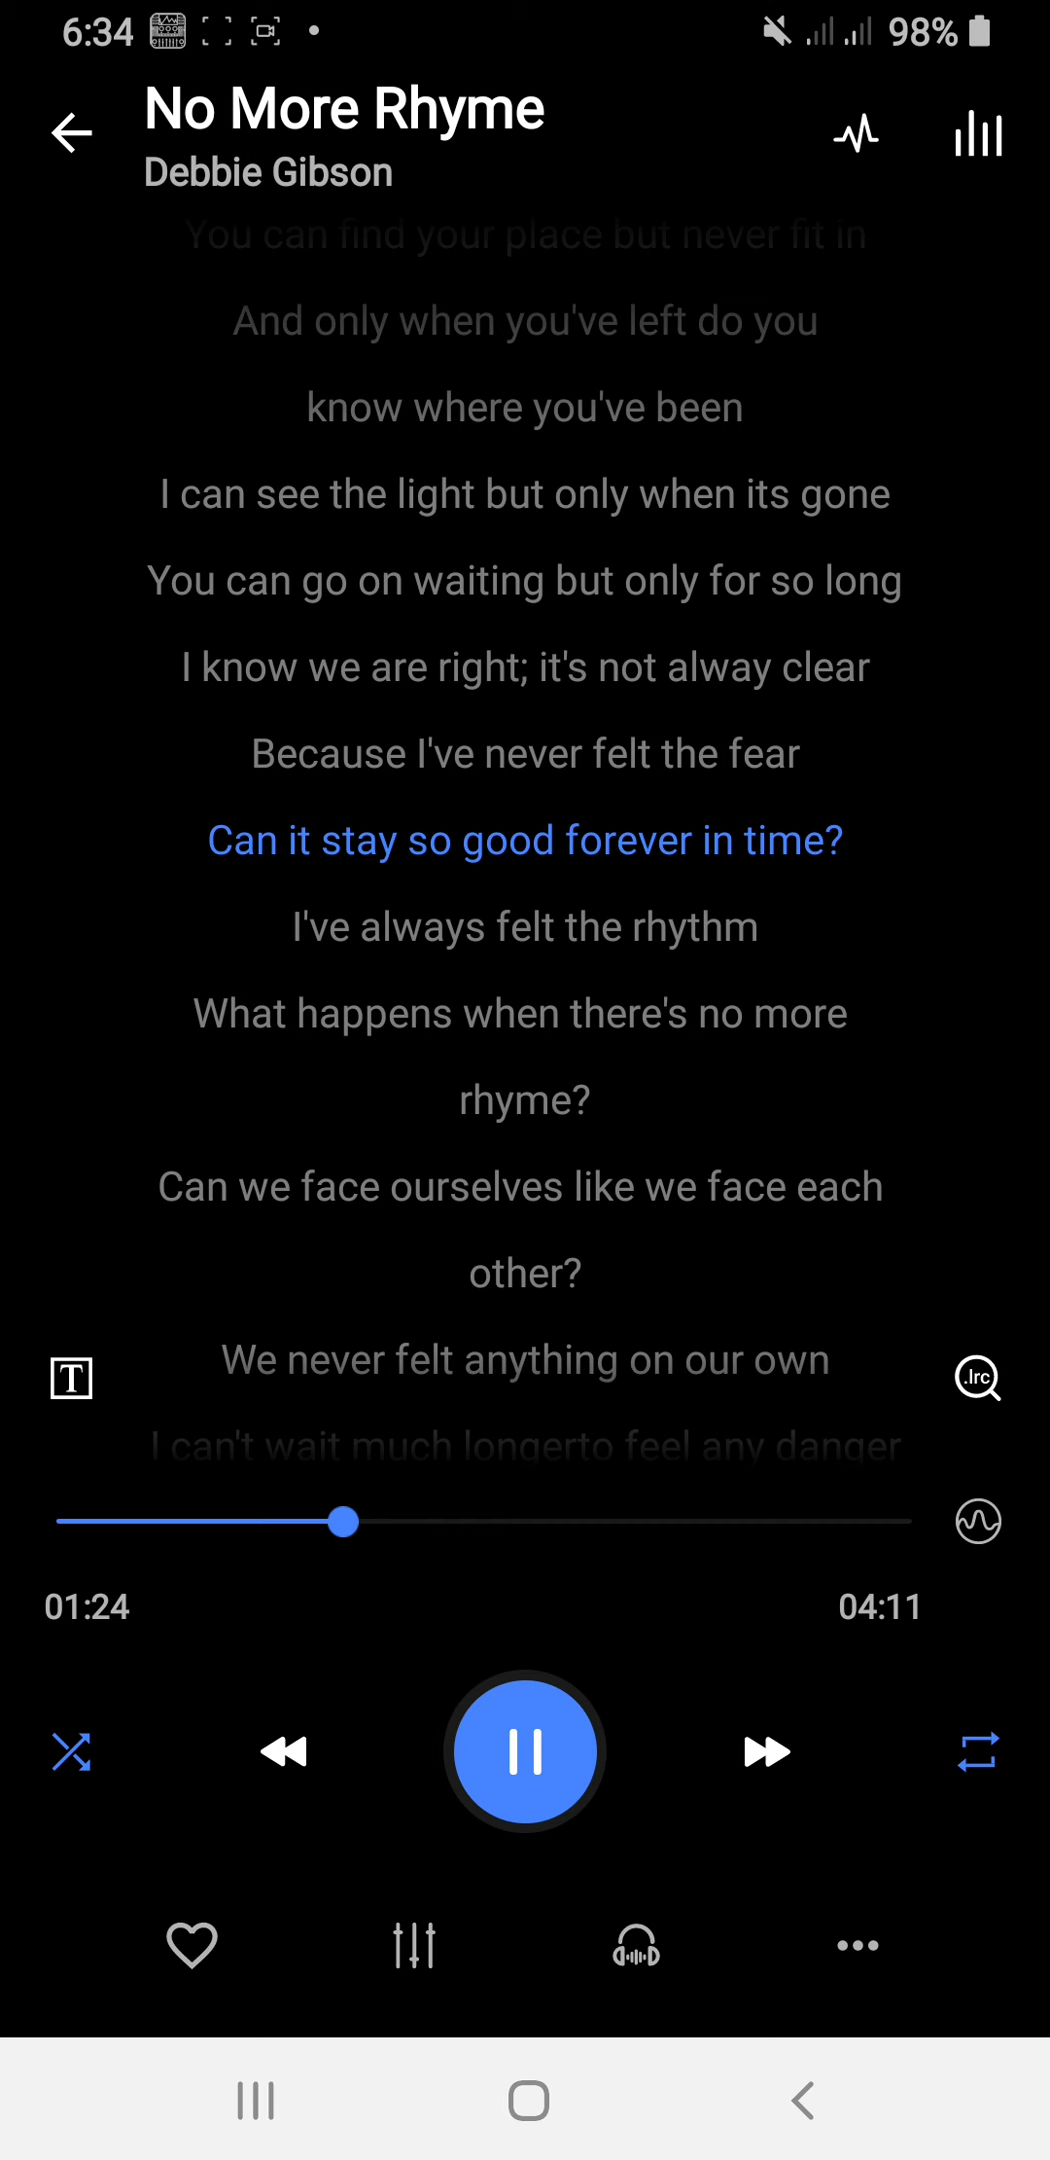 6:34
98%
No More Rhyme
Debbie Gibson
You can find your place but never fit in
And only when you've left do you
know where you've been
I can see the light but only when its gone
You can go on waiting but only for so long
I know we are right; it's not alway clear
Because I've never felt the fear
Can it stay so good forever in time?
I've always felt the rhythm
What happens when there's no more
rhyme?
Can we face ourselves like we face each
other?
We never felt anything on our own
T
.lrc
I can't wait much longerto feel any danger
01:24
04:11